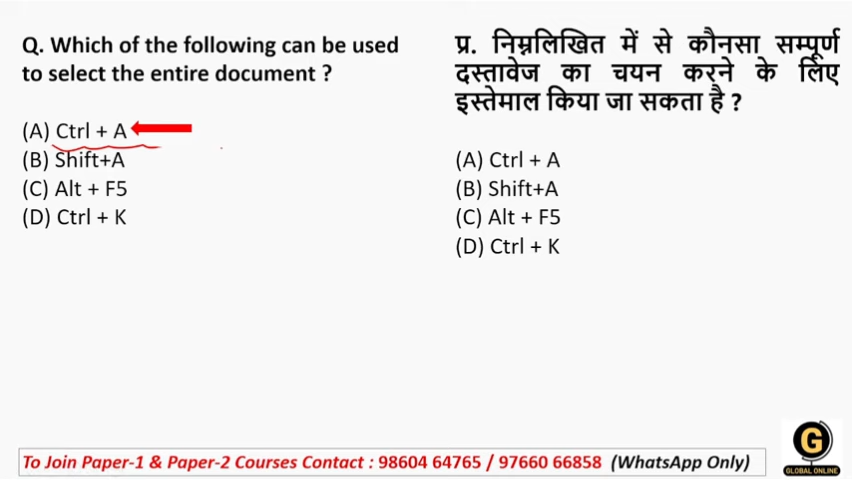 Q. Which of the following can be used
to select the entire document ?
(A) Ctrl + A
(B) Shift+A
(C) Alt + F5
(D) Ctrl + K
प्र. निम्नलिखित में से कौनसा सम्पूर्ण
दस्तावेज का चयन करने के लिए
इस्तेमाल किया जा सकता है ?
(A) Ctrl + A
(B) Shift+A
(C) Alt + F5
(D) Ctrl + K
To Join Paper-1 & Paper-2 Courses Contact : 98604 64765 / 97660 66858 (WhatsApp Only)
G
GLOBAL ONLINE